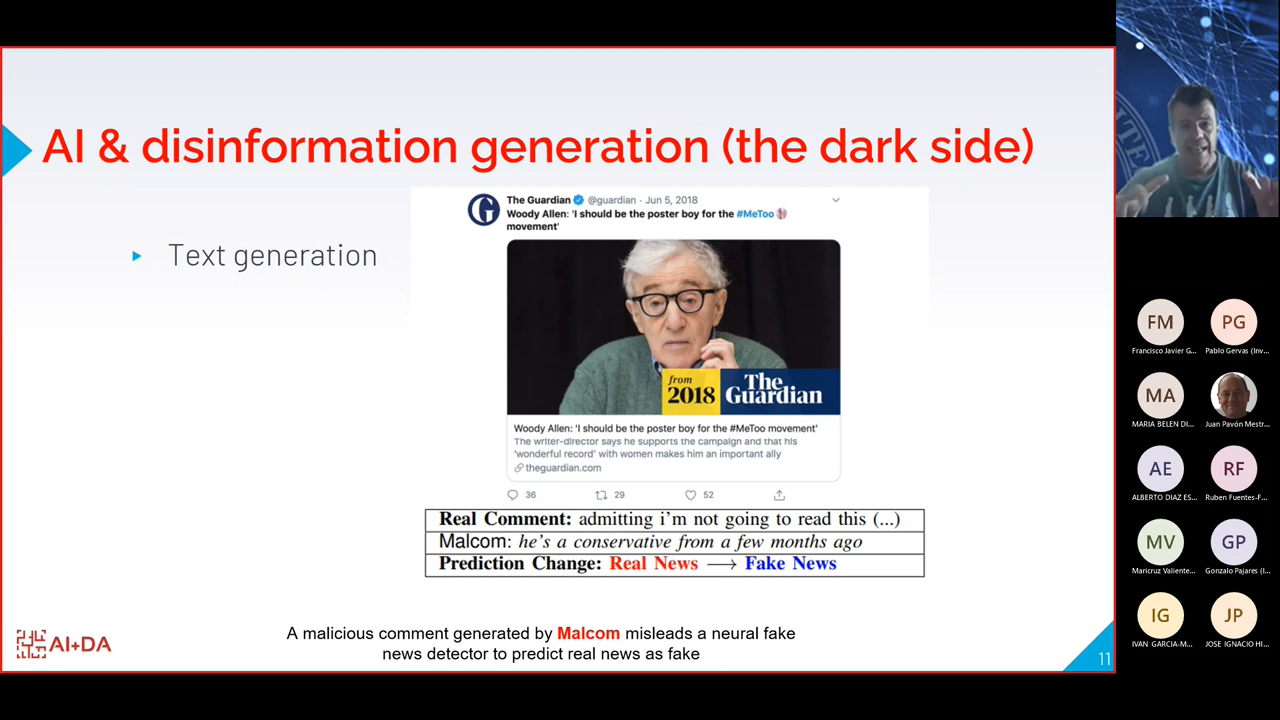 AI & disinformation generation (the dark side)
Text generation
The Guardian @guardian · Jun 5, 2018
Woody Allen: 'I should be the poster boy for the #MeToo
movement'
from
2018
The
Guardian
Woody Allen: 'I should be the poster boy for the #MeToo movement'
The writer-director says he supports the campaign and that his
'wonderful record' with women makes him an important ally
theguardian.com
36 29 52
Real Comment: admitting i'm not going to read this (...)
Malcom: he's a conservative from a few months ago
Prediction Change: Real News → Fake News
A malicious comment generated by Malcom misleads a neural fake
news detector to predict real news as fake
AI+DA
11
FM PG
Francisco Javier G... Pablo Gervas (Inv...
MA
MARIA BELEN DI... Juan Pavón Mestr...
AE RF
ALBERTO DIAZ ES... Ruben Fuentes-F...
MV GP
Maricruz Valiente... Gonzalo Pajares (I...
IG JP
IVAN GARCIA-M... JOSE IGNACIO HI...